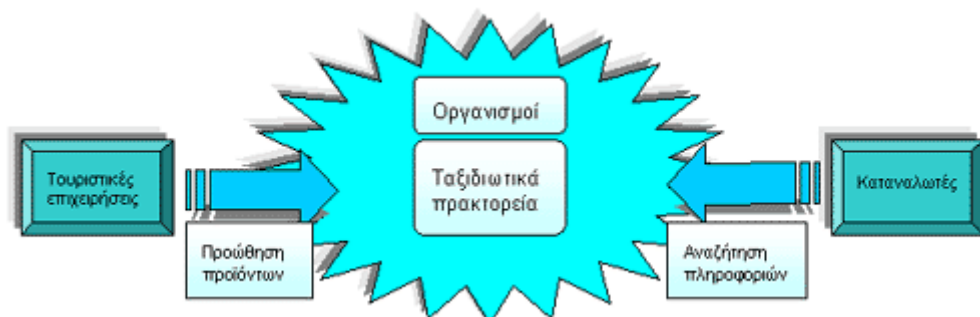 Οργανισμοί
Τουριστικές
επιχειρήσεις
Ταξιδιωτικά
πρακτορεία
Καταναλωτές
Προώθηση
προϊόντων
Αναζήτηση
πληροφοριών